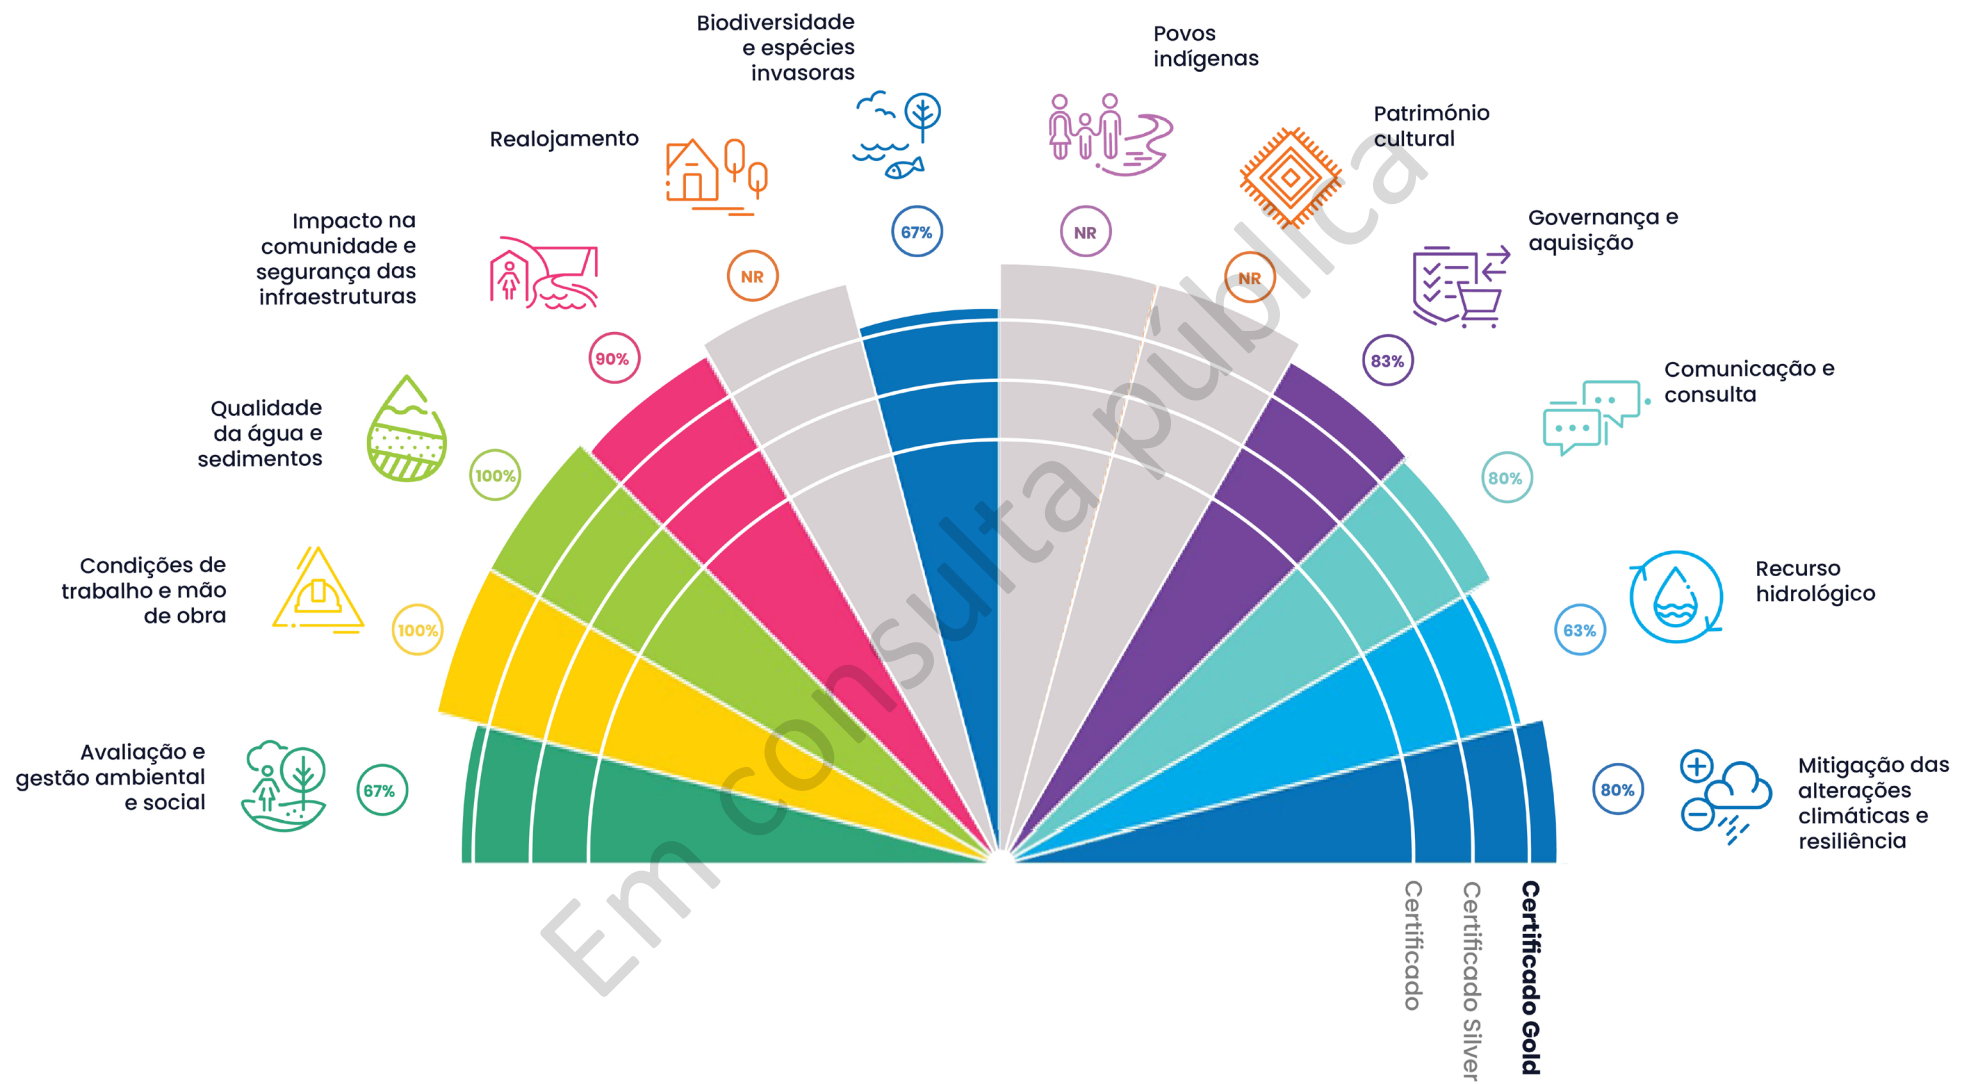 Biodiversidade
e espécies
invasoras
67%
Povos
indígenas
NR
Património
cultural
NR
Realojamento
NR
Impacto na
comunidade e
segurança das
infraestruturas
90%
Governança e
aquisição
83%
Qualidade
da água e
sedimentos
100%
Comunicação e
consulta
80%
Condições de
trabalho e mão
de obra
100%
Recurso
hidrológico
63%
Avaliação e
gestão ambiental
e social
67%
Mitigação das
alterações
climáticas e
resiliência
80%
Certificado
Certificado Silver
Certificado Gold
Em consulta pública